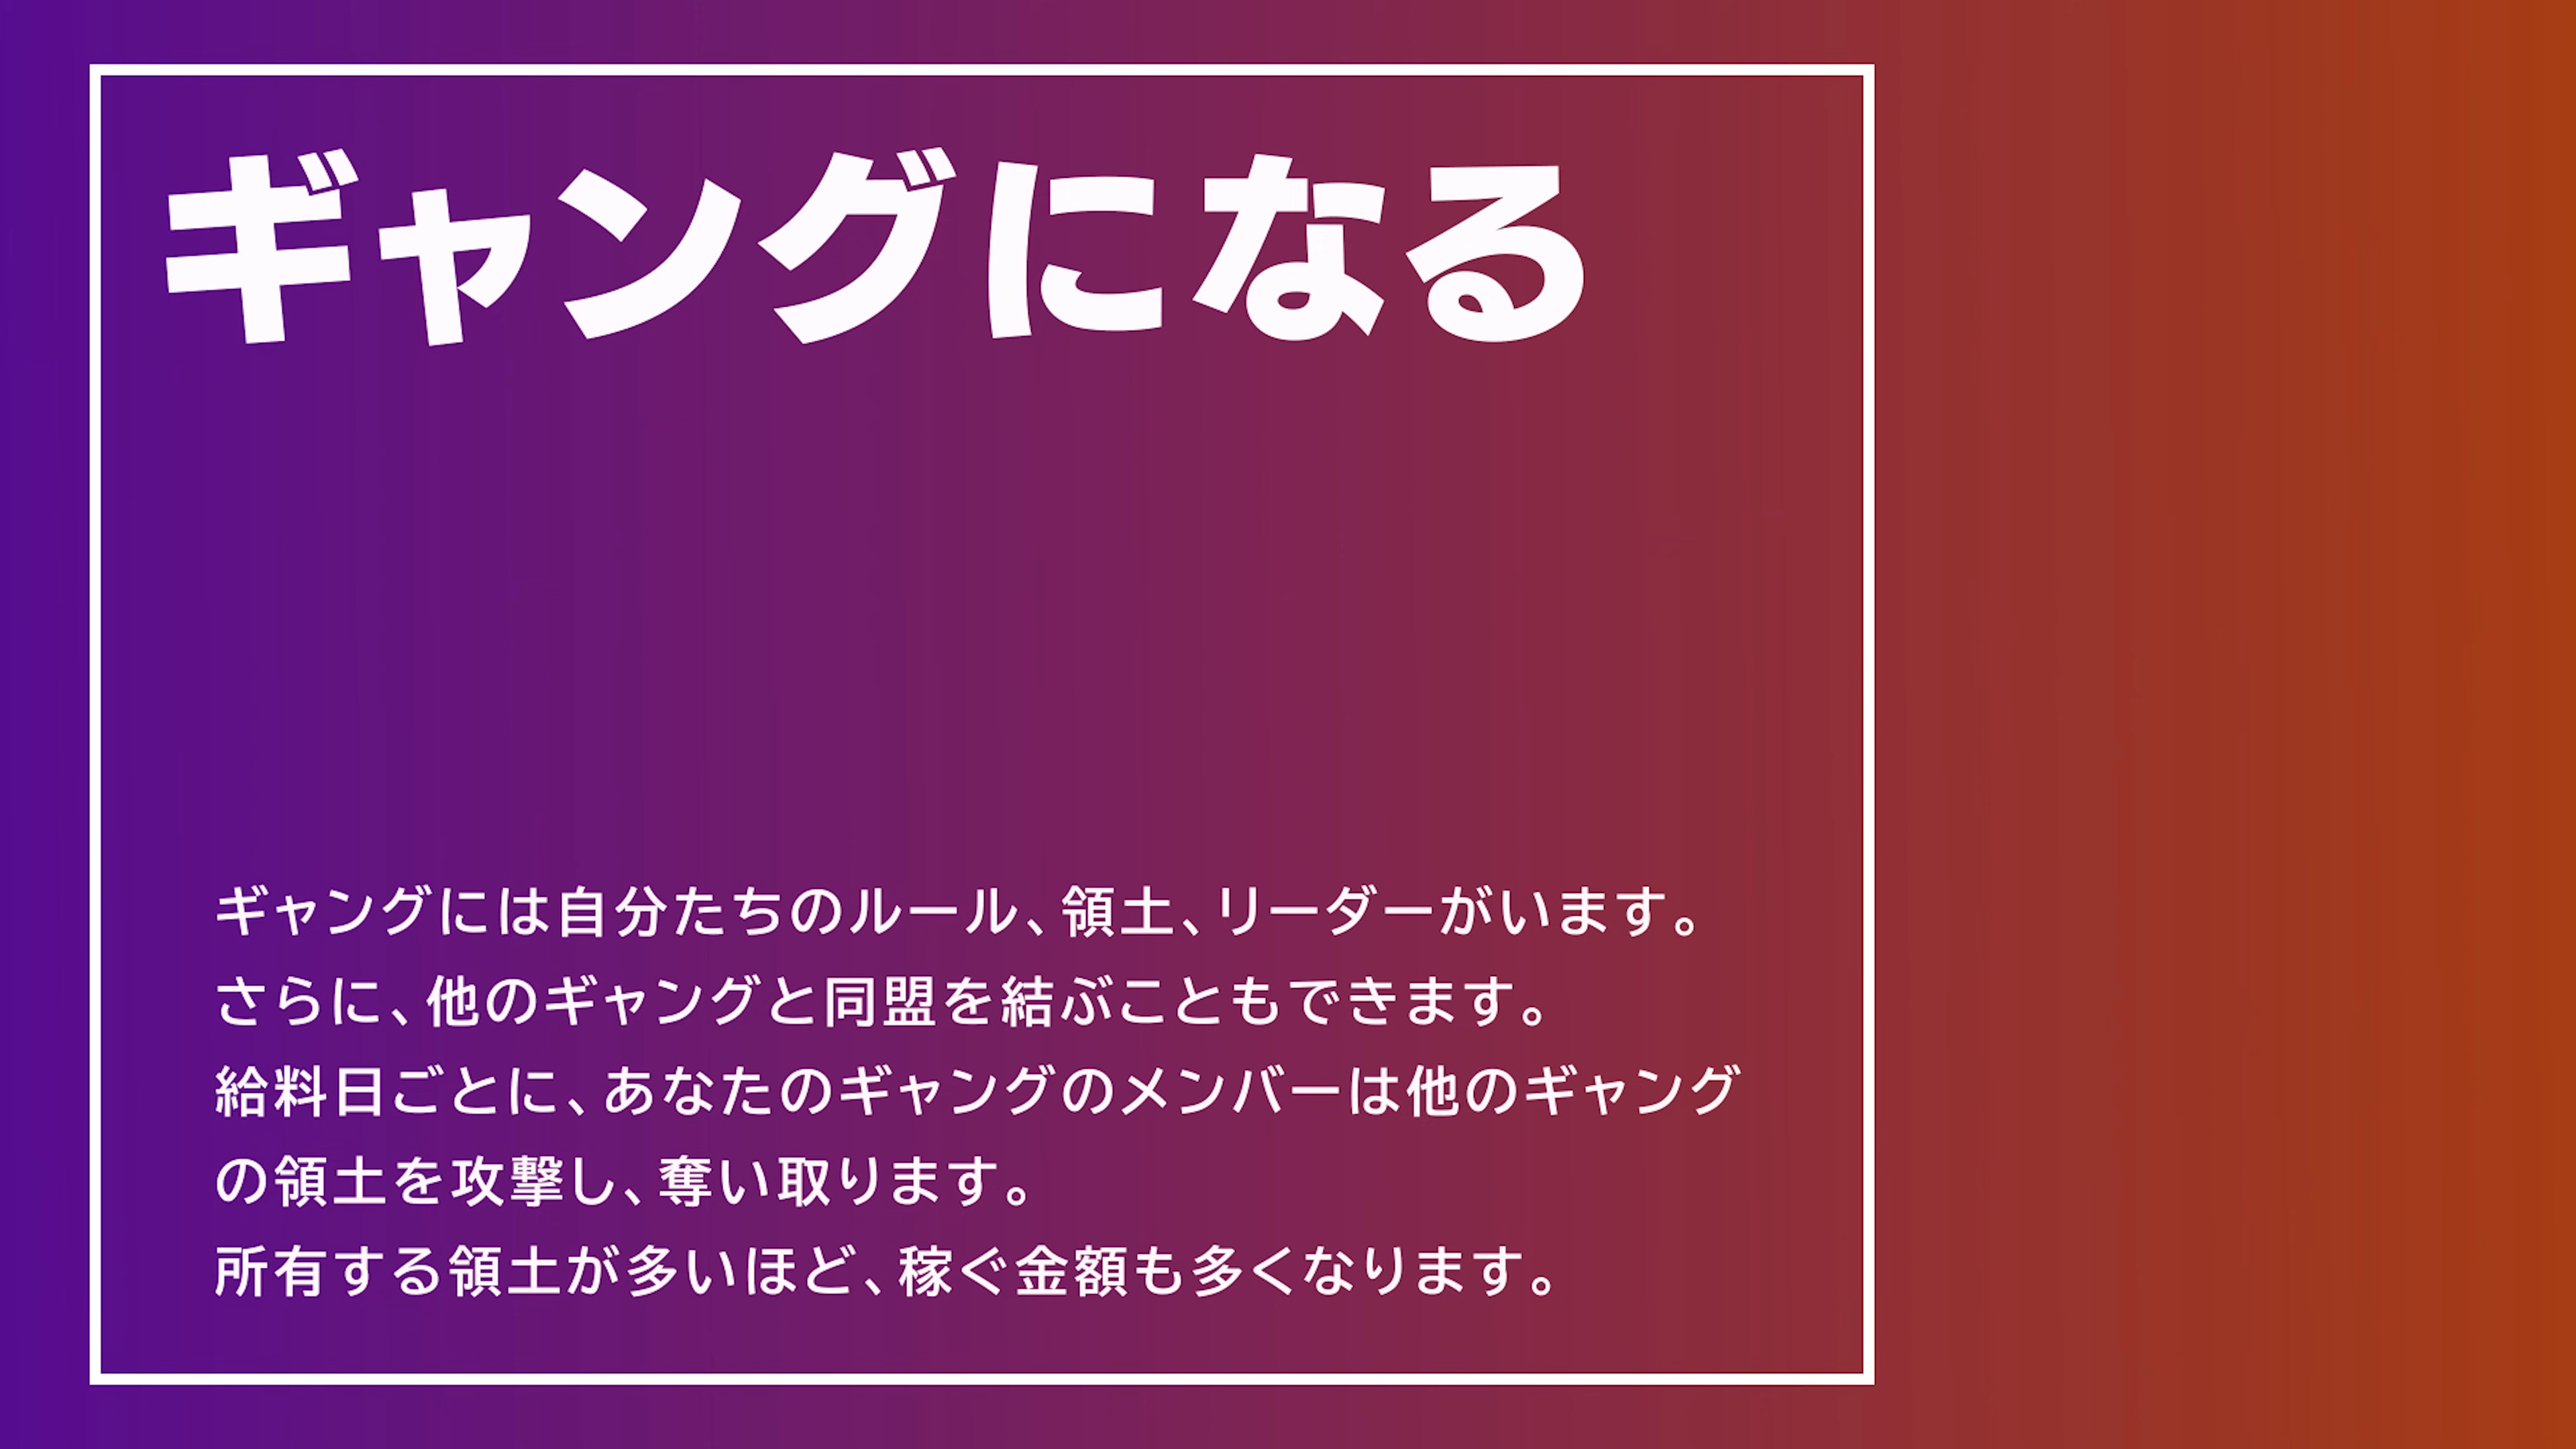 ギャングになる
ギャングには自分たちのルール、領土、リーダーがいます。
さらに、他のギャングと同盟を結ぶこともできます。
給料日ごとに、あなたのギャングのメンバーは他のギャング
の領土を攻撃し、奪い取ります。
所有する領土が多いほど、稼ぐ金額も多くなります。